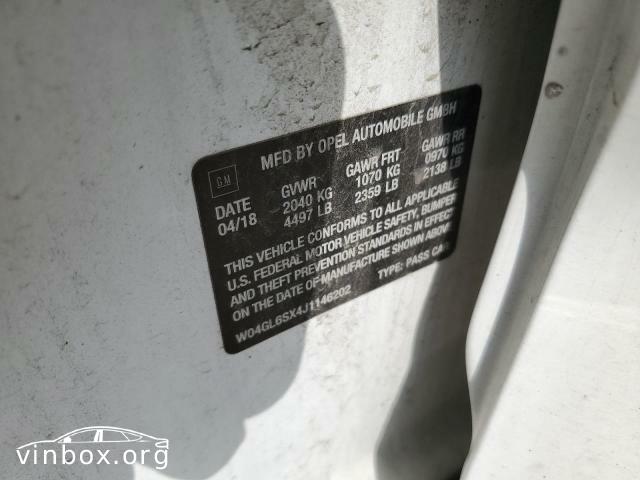 MFD BY OPEL AUTOMOBILE GMBH
GM
DATE GVWR GAWR FRT GAWR RR
04/18 2040 KG 1070 KG 0970 KG
4497 LB 2359 LB 2138 LB
THIS VEHICLE CONFORMS TO ALL APPLICABLE
U.S. FEDERAL MOTOR VEHICLE SAFETY, BUMPER
AND THEFT PREVENTION STANDARDS IN EFFECT
ON THE DATE OF MANUFACTURE SHOWN ABOVE.
W04GL6SX4J1146202 TYPE: PASS CAR
vinbox.org